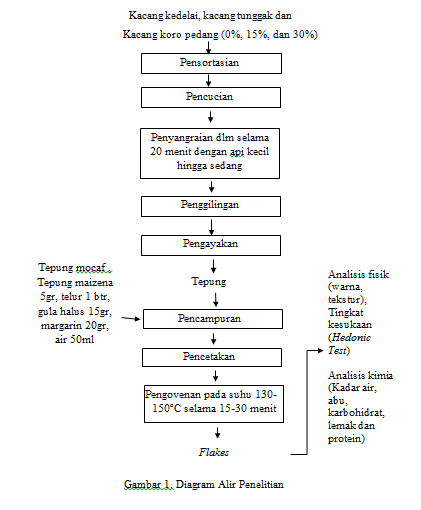 Kacang kedelai, kacang tunggak dan
Kacang koro pedang (0%, 15%, dan 30%)
Pensortasian
Pencucian
Penyangraian dlm selama
20 menit dengan api kecil
hingga sedang
Penggilingan
Pengayakan
Tepung mocaf ,
Tepung maizena
5gr, telur 1 btr,
gula halus 15gr,
margarin 20gr,
air 50ml
Tepung
Pencampuran
Pencetakan
Pengovenan pada suhu 130-
150°C selama 15-30 menit
Flakes
Analisis fisik
(warna,
tekstur),
Tingkat
kesukaan
(Hedonic
Test)
Analisis kimia
(Kadar air,
abu,
karbohidrat,
lemak dan
protein)
Gambar 1. Diagram Alir Penelitian